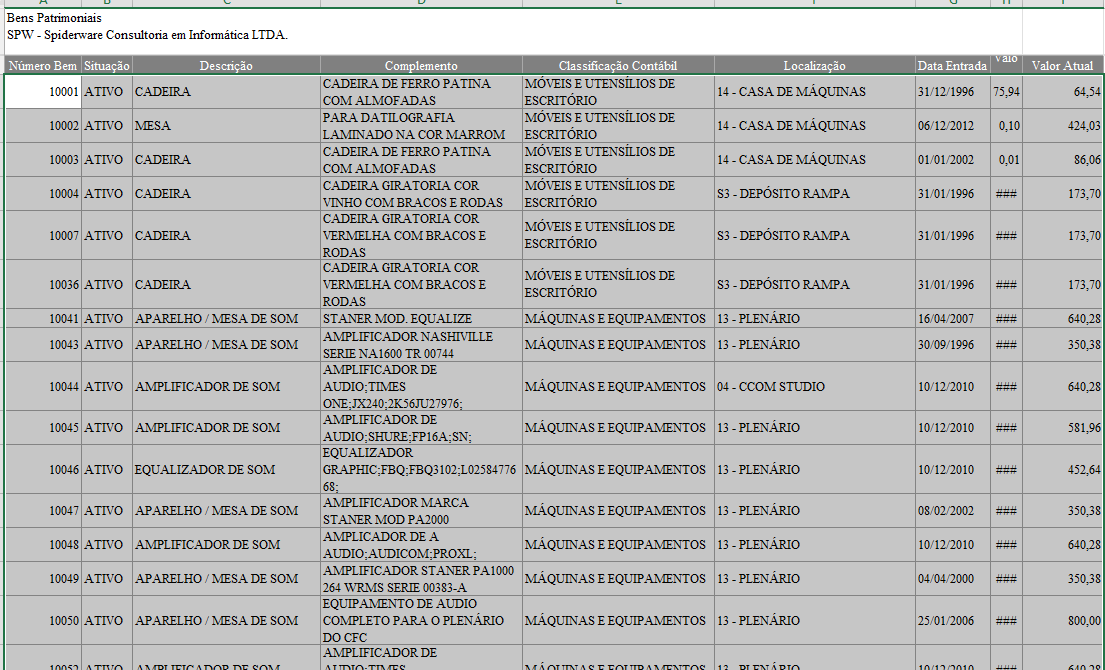 A B C D E F G H I
Bens Patrimoniais
SPW - Spiderware Consultoria em Informática LTDA.
Número Bem Situação Descrição Complemento Classificação Contábil Localização Data Entrada Valo Valor Atual
10001 ATIVO CADEIRA CADEIRA DE FERRO PATINA COM ALMOFADAS MÓVEIS E UTENSÍLIOS DE ESCRITÓRIO 14 - CASA DE MÁQUINAS 31/12/1996 75,94 64,54
10002 ATIVO MESA PARA DATILOGRAFIA LAMINADO NA COR MARROM MÓVEIS E UTENSÍLIOS DE ESCRITÓRIO 14 - CASA DE MÁQUINAS 06/12/2012 0,10 424,03
10003 ATIVO CADEIRA CADEIRA DE FERRO PATINA COM ALMOFADAS MÓVEIS E UTENSÍLIOS DE ESCRITÓRIO 14 - CASA DE MÁQUINAS 01/01/2002 0,01 86,06
10004 ATIVO CADEIRA CADEIRA GIRATORIA COR VINHO COM BRACOS E RODAS MÓVEIS E UTENSÍLIOS DE ESCRITÓRIO S3 - DEPÓSITO RAMPA 31/01/1996 ### 173,70
10007 ATIVO CADEIRA CADEIRA GIRATORIA COR VERMELHA COM BRACOS E RODAS MÓVEIS E UTENSÍLIOS DE ESCRITÓRIO S3 - DEPÓSITO RAMPA 31/01/1996 ### 173,70
10036 ATIVO CADEIRA CADEIRA GIRATORIA COR VERMELHA COM BRACOS E RODAS MÓVEIS E UTENSÍLIOS DE ESCRITÓRIO S3 - DEPÓSITO RAMPA 31/01/1996 ### 173,70
10041 ATIVO APARELHO / MESA DE SOM STANER MOD. EQUALIZE MÁQUINAS E EQUIPAMENTOS 13 - PLENÁRIO 16/04/2007 ### 640,28
10043 ATIVO APARELHO / MESA DE SOM AMPLIFICADOR NASHIVILLE SERIE NA1600 TR 00744 MÁQUINAS E EQUIPAMENTOS 13 - PLENÁRIO 30/09/1996 ### 350,38
10044 ATIVO AMPLIFICADOR DE SOM AMPLIFICADOR DE AUDIO;TIMES ONE;JX240;2K56JU27976; MÁQUINAS E EQUIPAMENTOS 04 - CCOM STUDIO 10/12/2010 ### 640,28
10045 ATIVO AMPLIFICADOR DE SOM AMPLIFICADOR DE AUDIO;SHURE;FP16A;SN; MÁQUINAS E EQUIPAMENTOS 13 - PLENÁRIO 10/12/2010 ### 581,96
10046 ATIVO EQUALIZADOR DE SOM EQUALIZADOR GRAPHIC;FBQ;FBQ3102;L0258477668; MÁQUINAS E EQUIPAMENTOS 13 - PLENÁRIO 10/12/2010 ### 452,64
10047 ATIVO APARELHO / MESA DE SOM AMPLIFICADOR MARCA STANER MOD PA2000 MÁQUINAS E EQUIPAMENTOS 13 - PLENÁRIO 08/02/2002 ### 350,38
10048 ATIVO AMPLIFICADOR DE SOM AMPLICADOR DE A AUDIO;AUDICOM;PROXL; MÁQUINAS E EQUIPAMENTOS 13 - PLENÁRIO 10/12/2010 ### 640,28
10049 ATIVO APARELHO / MESA DE SOM AMPLIFICADOR STANER PA1000 264 WRMS SERIE 00383-A MÁQUINAS E EQUIPAMENTOS 13 - PLENÁRIO 04/04/2000 ### 350,38
10050 ATIVO APARELHO / MESA DE SOM EQUIPAMENTO DE AUDIO COMPLETO PARA O PLENÁRIO DO CFC MÁQUINAS E EQUIPAMENTOS 13 - PLENÁRIO 25/01/2006 ### 800,00
10052 ATIVO AMPLIFICADOR DE SOM AMPLIFICADOR DE AUDIO;TIMES MÁQUINAS E EQUIPAMENTOS 13 - PLENÁRIO 10/12/2010 ### 640,28